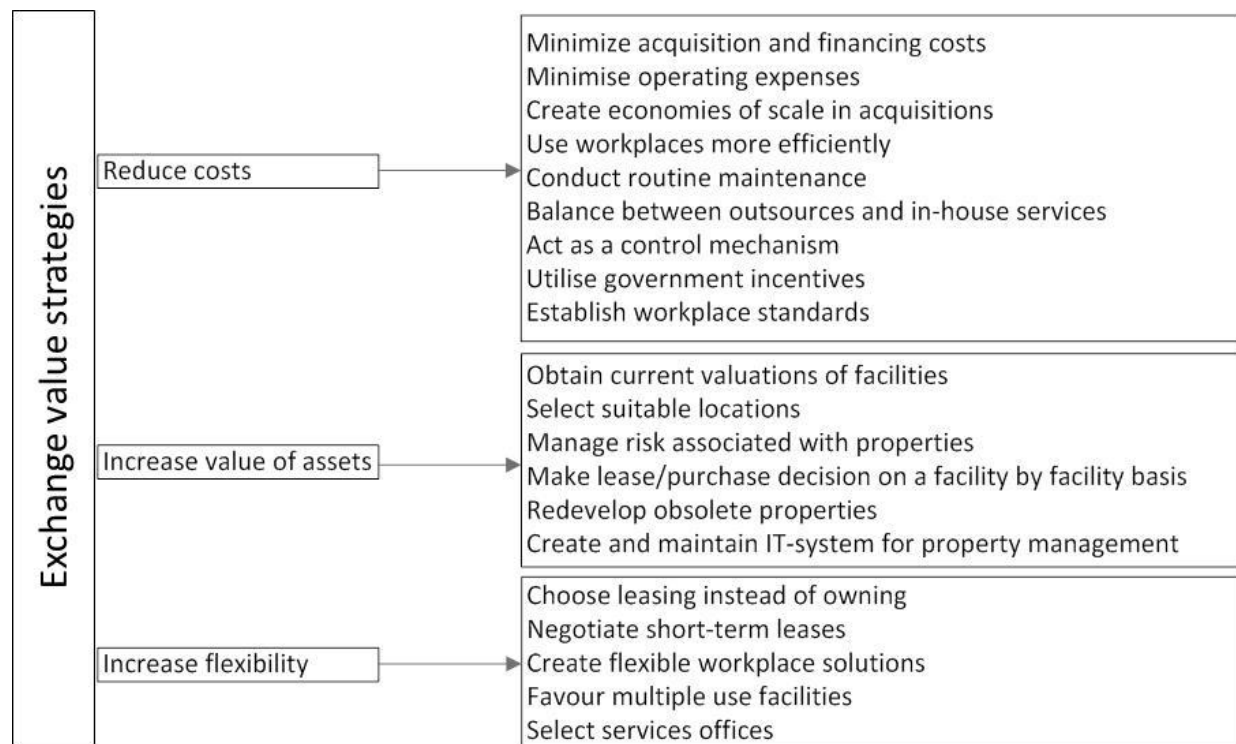 Exchange value strategies
Reduce costs
Minimize acquisition and financing costs
Minimise operating expenses
Create economies of scale in acquisitions
Use workplaces more efficiently
Conduct routine maintenance
Balance between outsources and in-house services
Act as a control mechanism
Utilise government incentives
Establish workplace standards
Increase value of assets
Obtain current valuations of facilities
Select suitable locations
Manage risk associated with properties
Make lease/purchase decision on a facility by facility basis
Redevelop obsolete properties
Create and maintain IT-system for property management
Increase flexibility
Choose leasing instead of owning
Negotiate short-term leases
Create flexible workplace solutions
Favour multiple use facilities
Select services offices